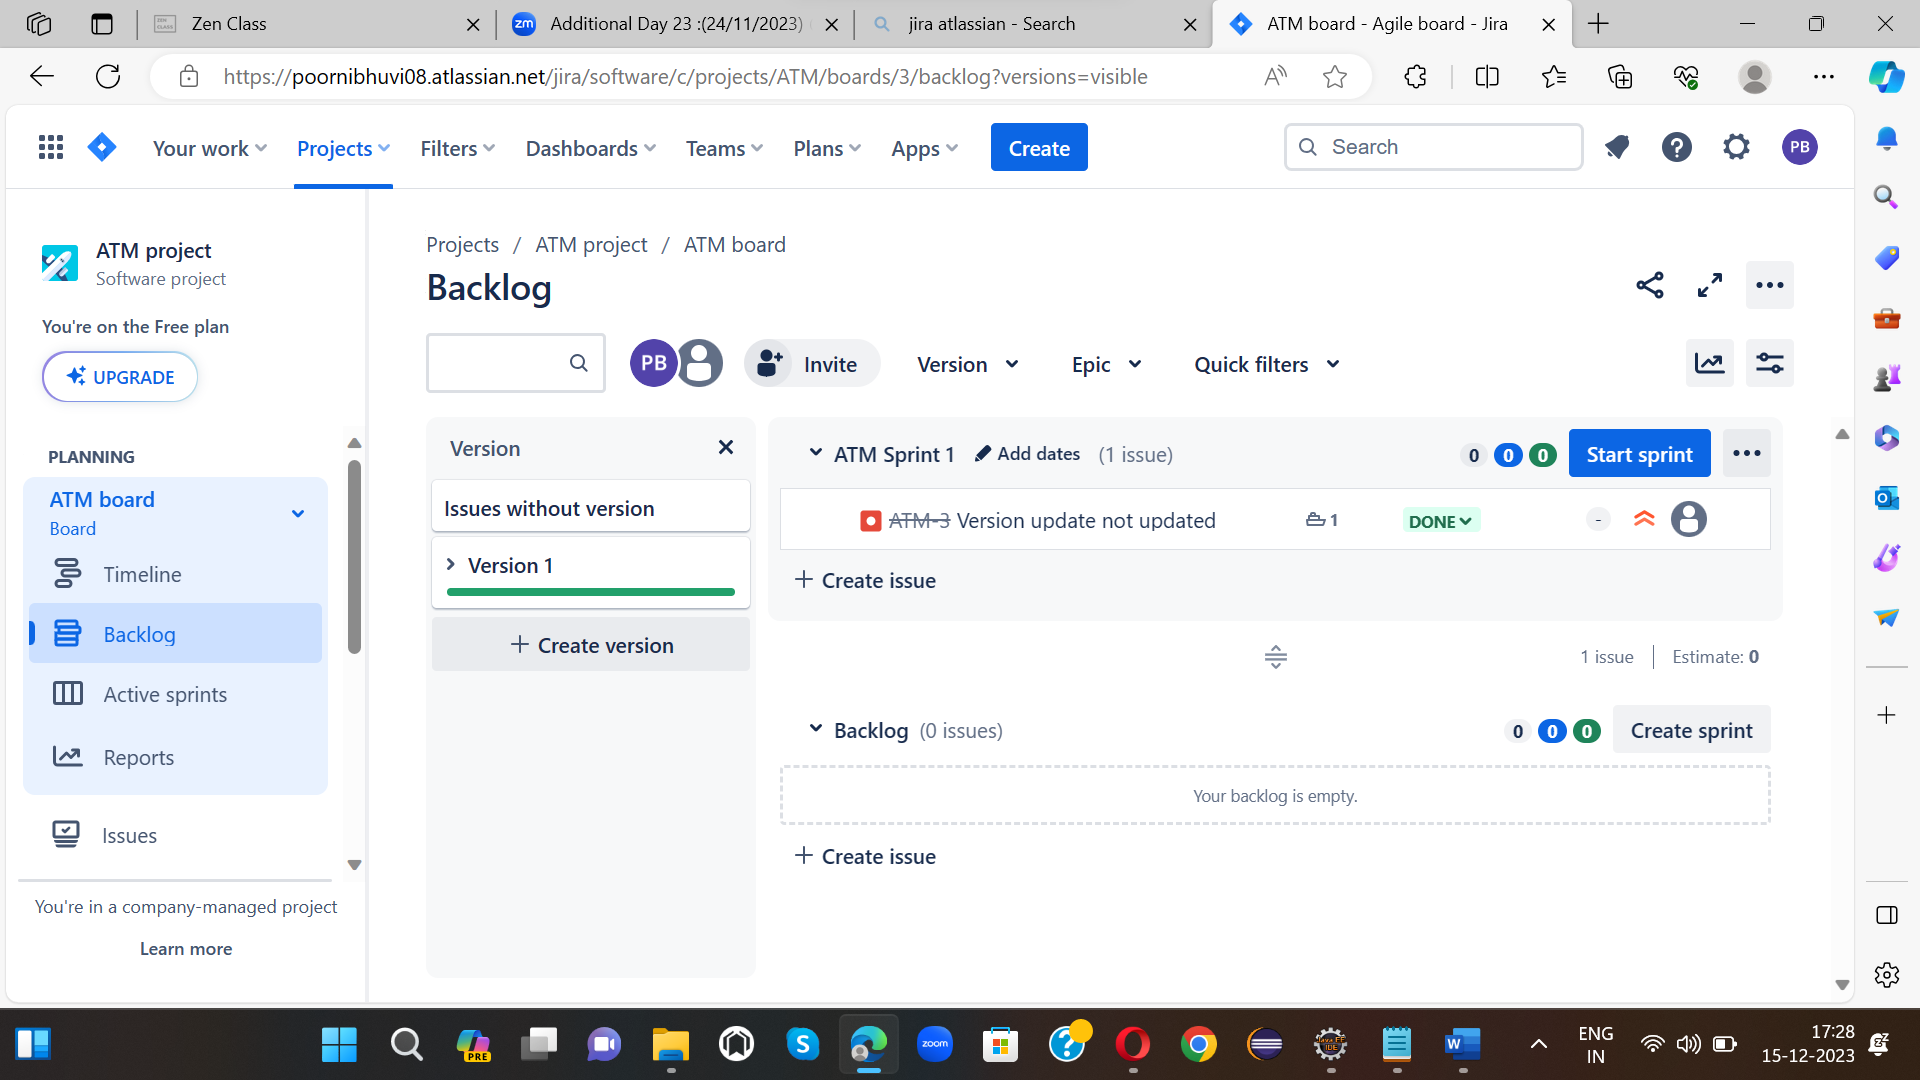 Zen Class
Additional Day 23 :(24/11/2023)
jira atlassian - Search
ATM board - Agile board - Jira
https://poornibhuvi08.atlassian.net/jira/software/c/projects/ATM/boards/3/backlog?versions=visible
Your work
Projects
Filters
Dashboards
Teams
Plans
Apps
Create
Search
PB
ATM project
Software project
You're on the Free plan
UPGRADE
PLANNING
ATM board
Board
Timeline
Backlog
Active sprints
Reports
Issues
You're in a company-managed project
Learn more
Projects / ATM project / ATM board
Backlog
PB
Invite
Version
Epic
Quick filters
Version
Issues without version
Version 1
+ Create version
ATM Sprint 1 Add dates (1 issue)
0 0 0
Start sprint
ATM-3 Version update not updated
1
DONE
-
+ Create issue
1 issue | Estimate: 0
Backlog (0 issues)
0 0 0
Create sprint
Your backlog is empty.
+ Create issue
PRE
zoom
ENG
IN
17:28
15-12-2023